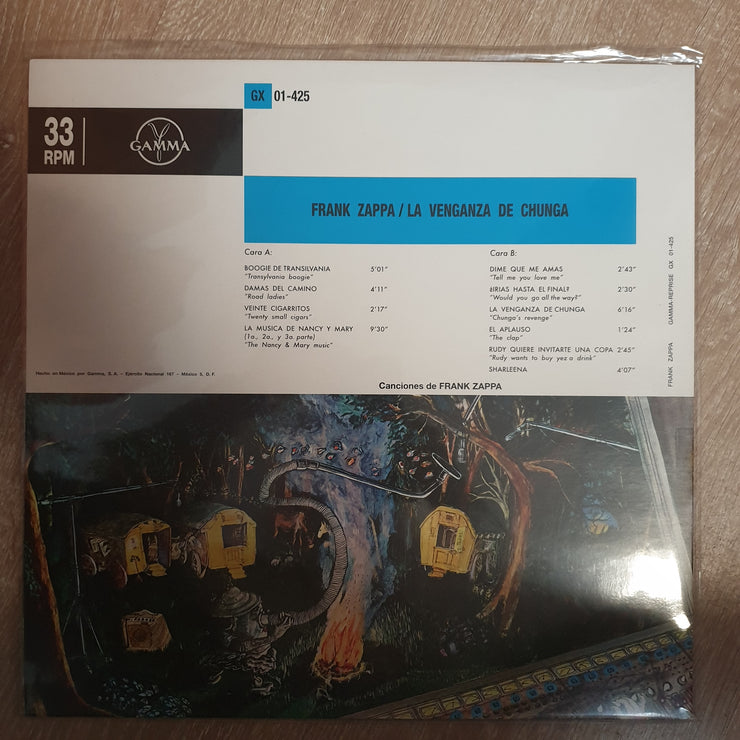 GX 01-425
33
RPM
GAMMA
FRANK ZAPPA / LA VENGANZA DE CHUNGA
Cara A:
BOOGIE DE TRANSILVANIA 5'01"
"Transylvania boogie"
DAMAS DEL CAMINO 4'11"
"Road ladies"
VEINTE CIGARRITOS 2'17"
"Twenty small cigars"
LA MUSICA DE NANCY Y MARY 9'30"
(1a., 2a., y 3a. parte)
"The Nancy & Mary music"
Cara B:
DIME QUE ME AMAS 2'43"
"Tell me you love me"
¿IRIAS HASTA EL FINAL? 2'30"
"Would you go all the way?"
LA VENGANZA DE CHUNGA 6'16"
"Chunga's revenge"
EL APLAUSO 1'24"
"The clap"
RUDY QUIERE INVITARTE UNA COPA 2'45"
"Rudy wants to buy yez a drink"
SHARLEENA 4'07"
Hecho en México por Gamma, S.A. - Ejército Nacional 167 - México 5, D.F.
Canciones de FRANK ZAPPA
FRANK ZAPPA GAMMA-REPRISE GX 01-425